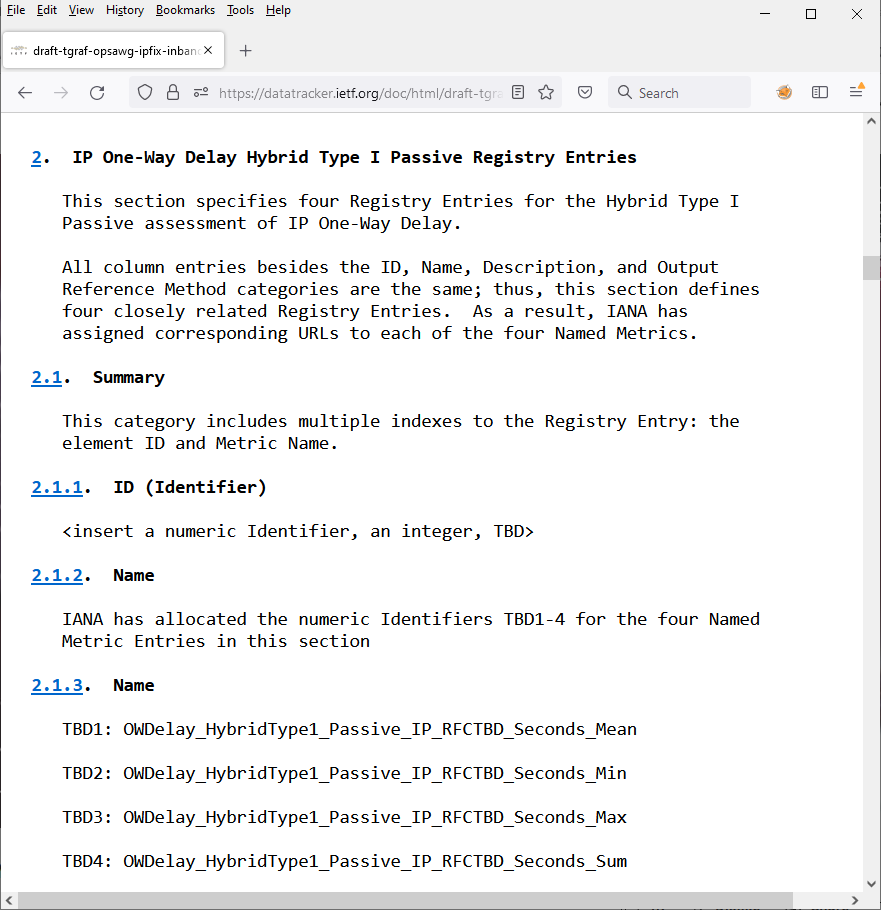 File Edit View History Bookmarks Tools Help
draft-tgraf-opsawg-ipfix-inban
https://datatracker.ietf.org/doc/html/draft-tgra
Search
2. IP One-Way Delay Hybrid Type I Passive Registry Entries
This section specifies four Registry Entries for the Hybrid Type I
Passive assessment of IP One-Way Delay.
All column entries besides the ID, Name, Description, and Output
Reference Method categories are the same; thus, this section defines
four closely related Registry Entries. As a result, IANA has
assigned corresponding URLs to each of the four Named Metrics.
2.1. Summary
This category includes multiple indexes to the Registry Entry: the
element ID and Metric Name.
2.1.1. ID (Identifier)
<insert a numeric Identifier, an integer, TBD>
2.1.2. Name
IANA has allocated the numeric Identifiers TBD1-4 for the four Named
Metric Entries in this section
2.1.3. Name
TBD1: OWDelay_HybridType1_Passive_IP_RFCTBD_Seconds_Mean
TBD2: OWDelay_HybridType1_Passive_IP_RFCTBD_Seconds_Min
TBD3: OWDelay_HybridType1_Passive_IP_RFCTBD_Seconds_Max
TBD4: OWDelay_HybridType1_Passive_IP_RFCTBD_Seconds_Sum